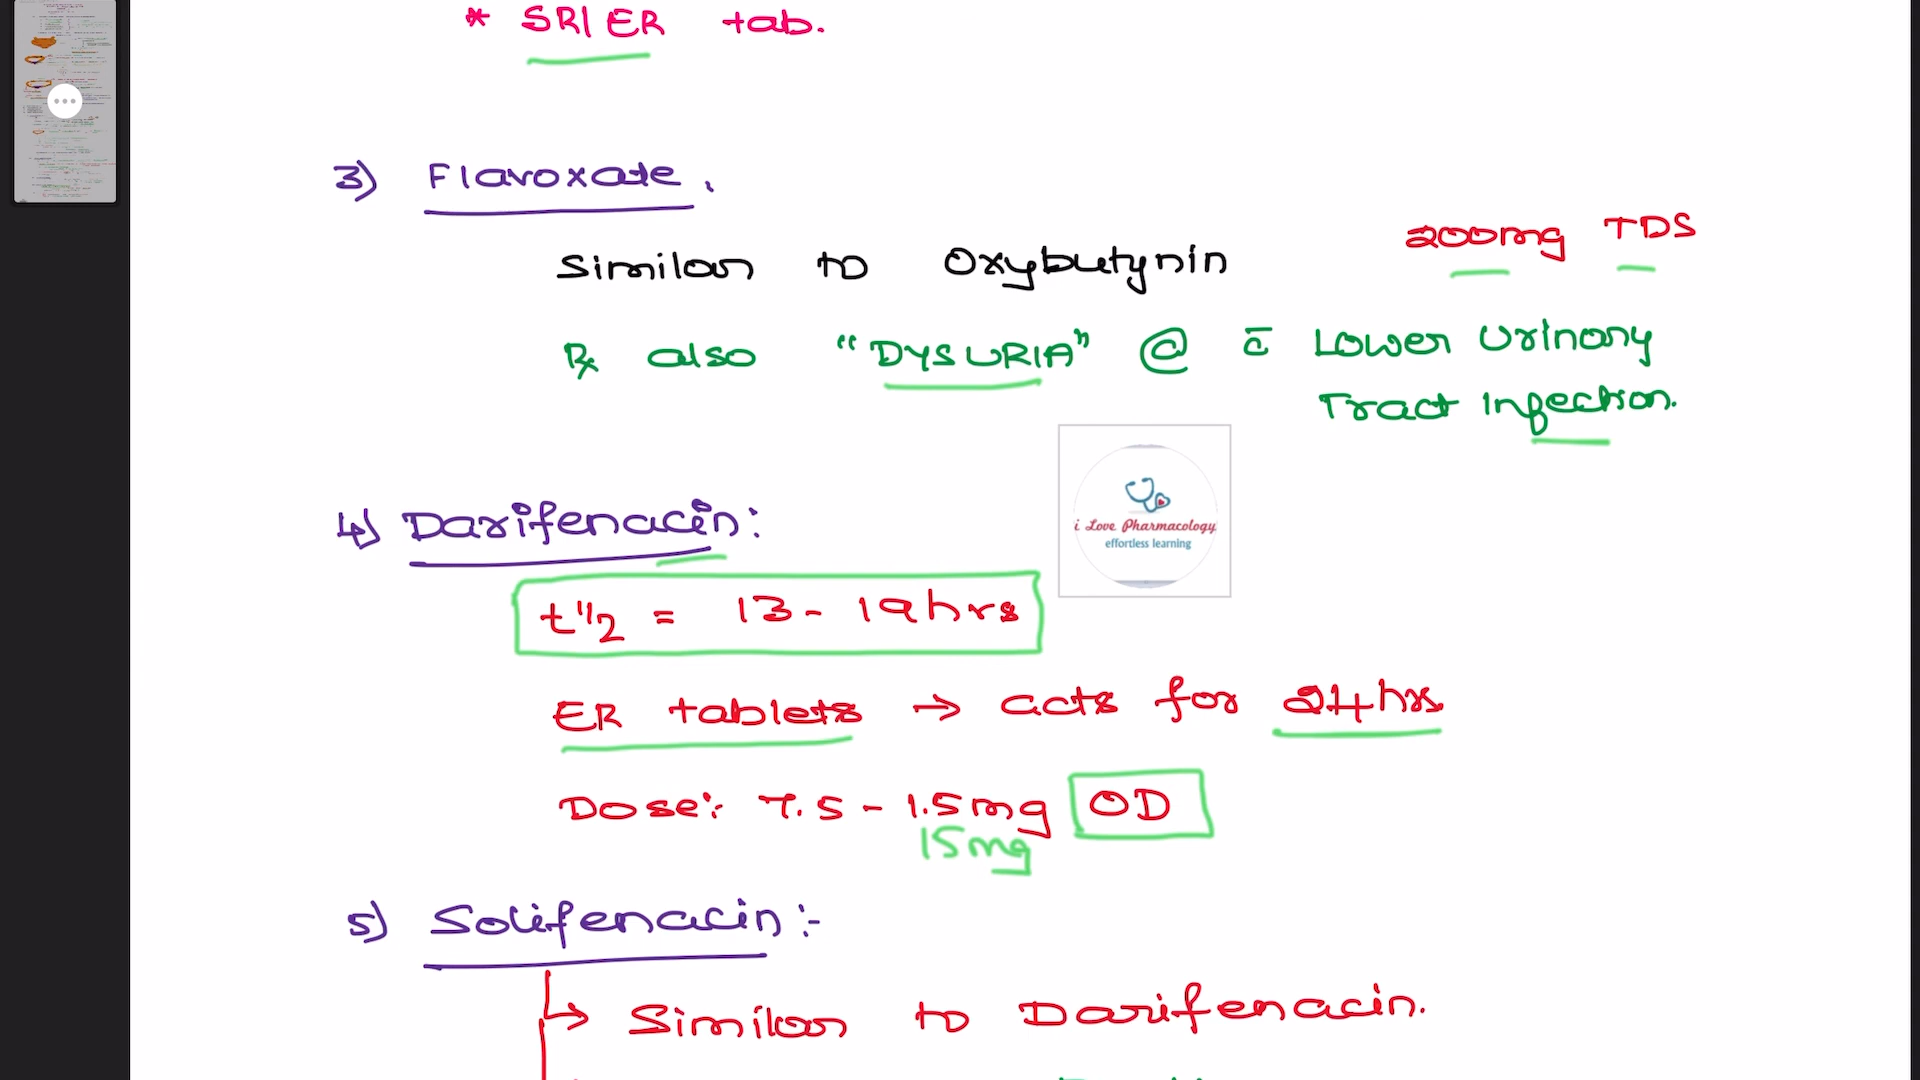 * SR/ER tab.
3) Flavoxate.
200mg TDS
Similar to Oxybutynin
Rx also "DYSURIA" @ c̄ Lower Urinary
Tract Infection.
i Love Pharmacology
effortless learning
4) Darifenacin:
t1/2 = 13-19hrs
ER tablets → acts for 24hrs
Dose: 7.5 - 1.5mg OD
15mg
5) Solifenacin:-
→ Similar to Darifenacin.